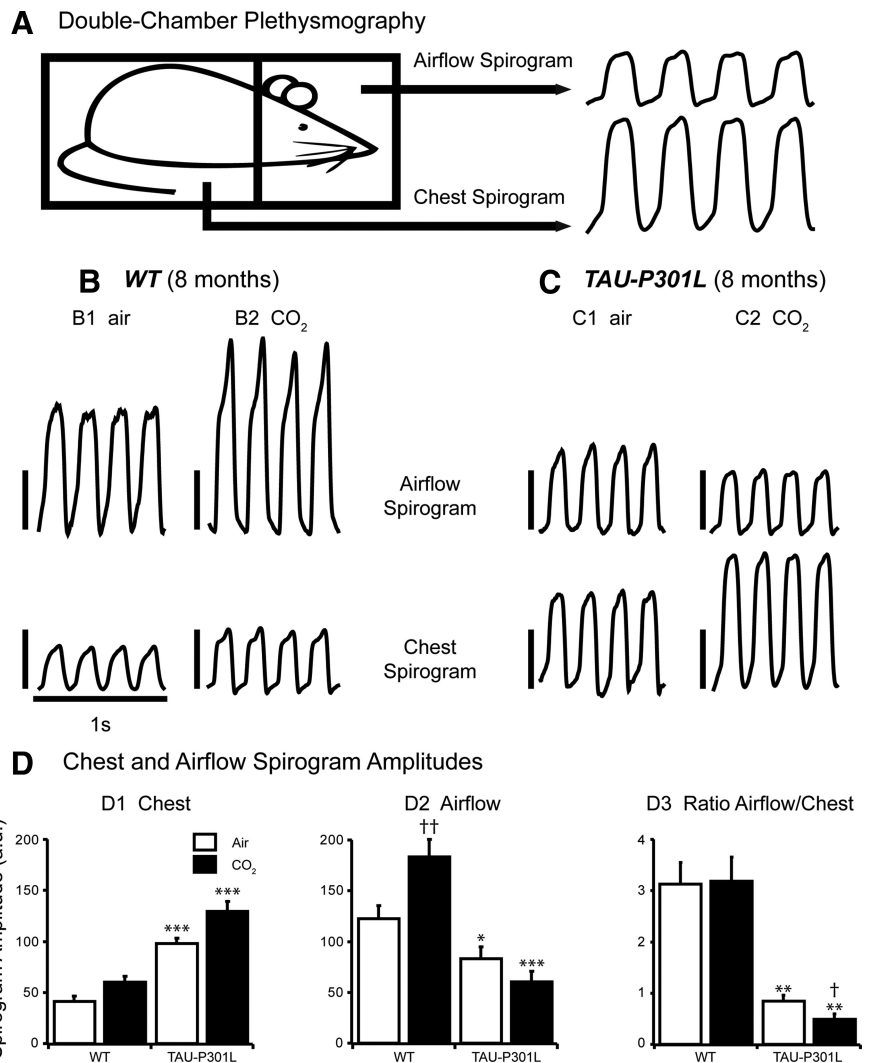 A Double-Chamber Plethysmography
Airflow Spirogram
Chest Spirogram
B WT (8 months)
C TAU-P301L (8 months)
B1 air
B2 CO2
C1 air
C2 CO2
Airflow
Spirogram
Chest
Spirogram
1s
D Chest and Airflow Spirogram Amplitudes
D1 Chest
D2 Airflow
D3 Ratio Airflow/Chest
200
150
100
50
0
Air
CO2
***
***
WT
TAU-P301L
200
150
100
50
0
††
*
***
WT
TAU-P301L
4
3
2
1
0
**
†
**
WT
TAU-P301L